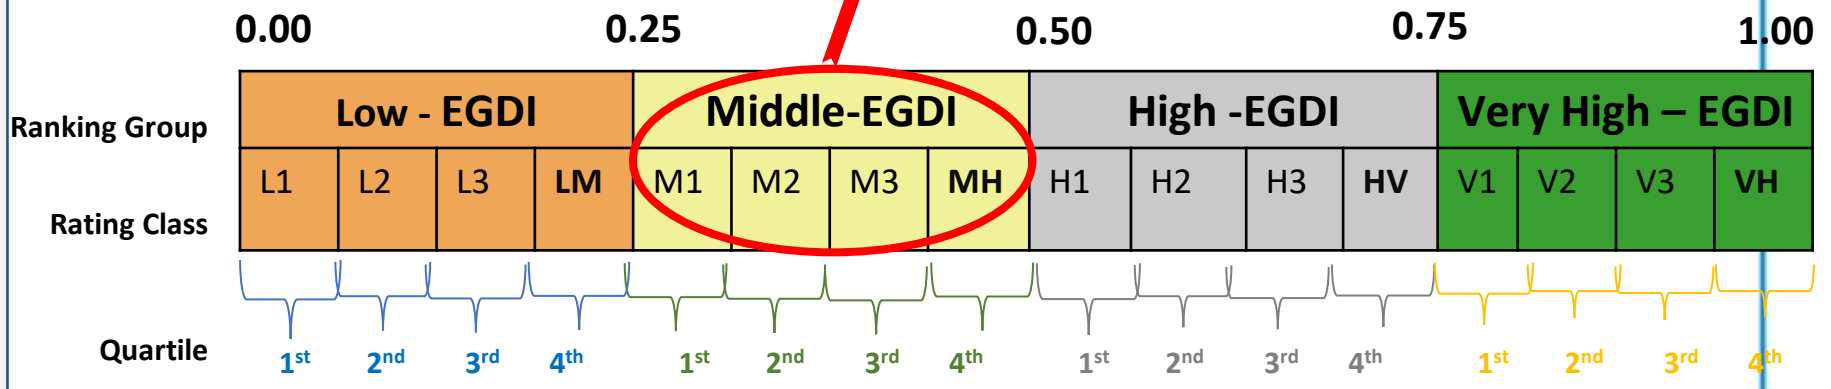 0.00 0.25 0.50 0.75 1.00
Ranking Group Low - EGDI Middle-EGDI High -EGDI Very High – EGDI
Rating Class L1 L2 L3 LM M1 M2 M3 MH H1 H2 H3 HV V1 V2 V3 VH
Quartile 1st 2nd 3rd 4th 1st 2nd 3rd 4th 1st 2nd 3rd 4th 1st 2nd 3rd 4th